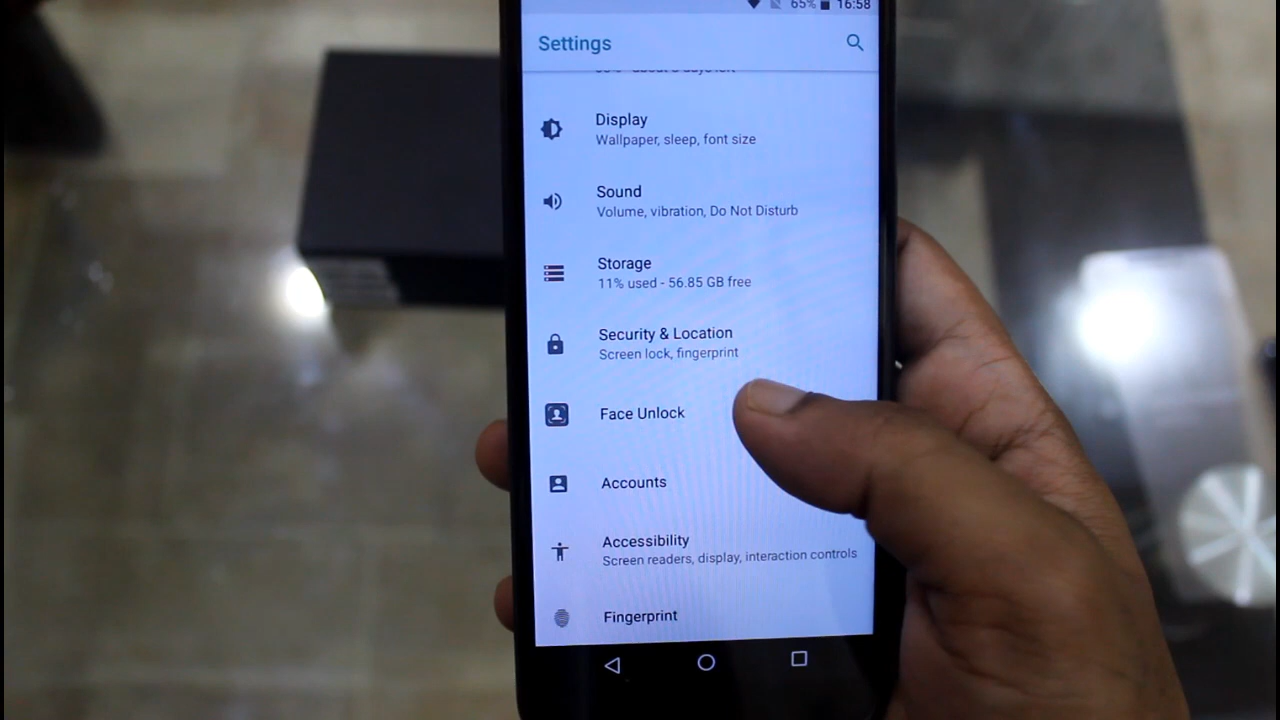 65% 16:58
Settings
Display
Wallpaper, sleep, font size
Sound
Volume, vibration, Do Not Disturb
Storage
11% used - 56.85 GB free
Security & Location
Screen lock, fingerprint
Face Unlock
Accounts
Accessibility
Screen readers, display, interaction controls
Fingerprint